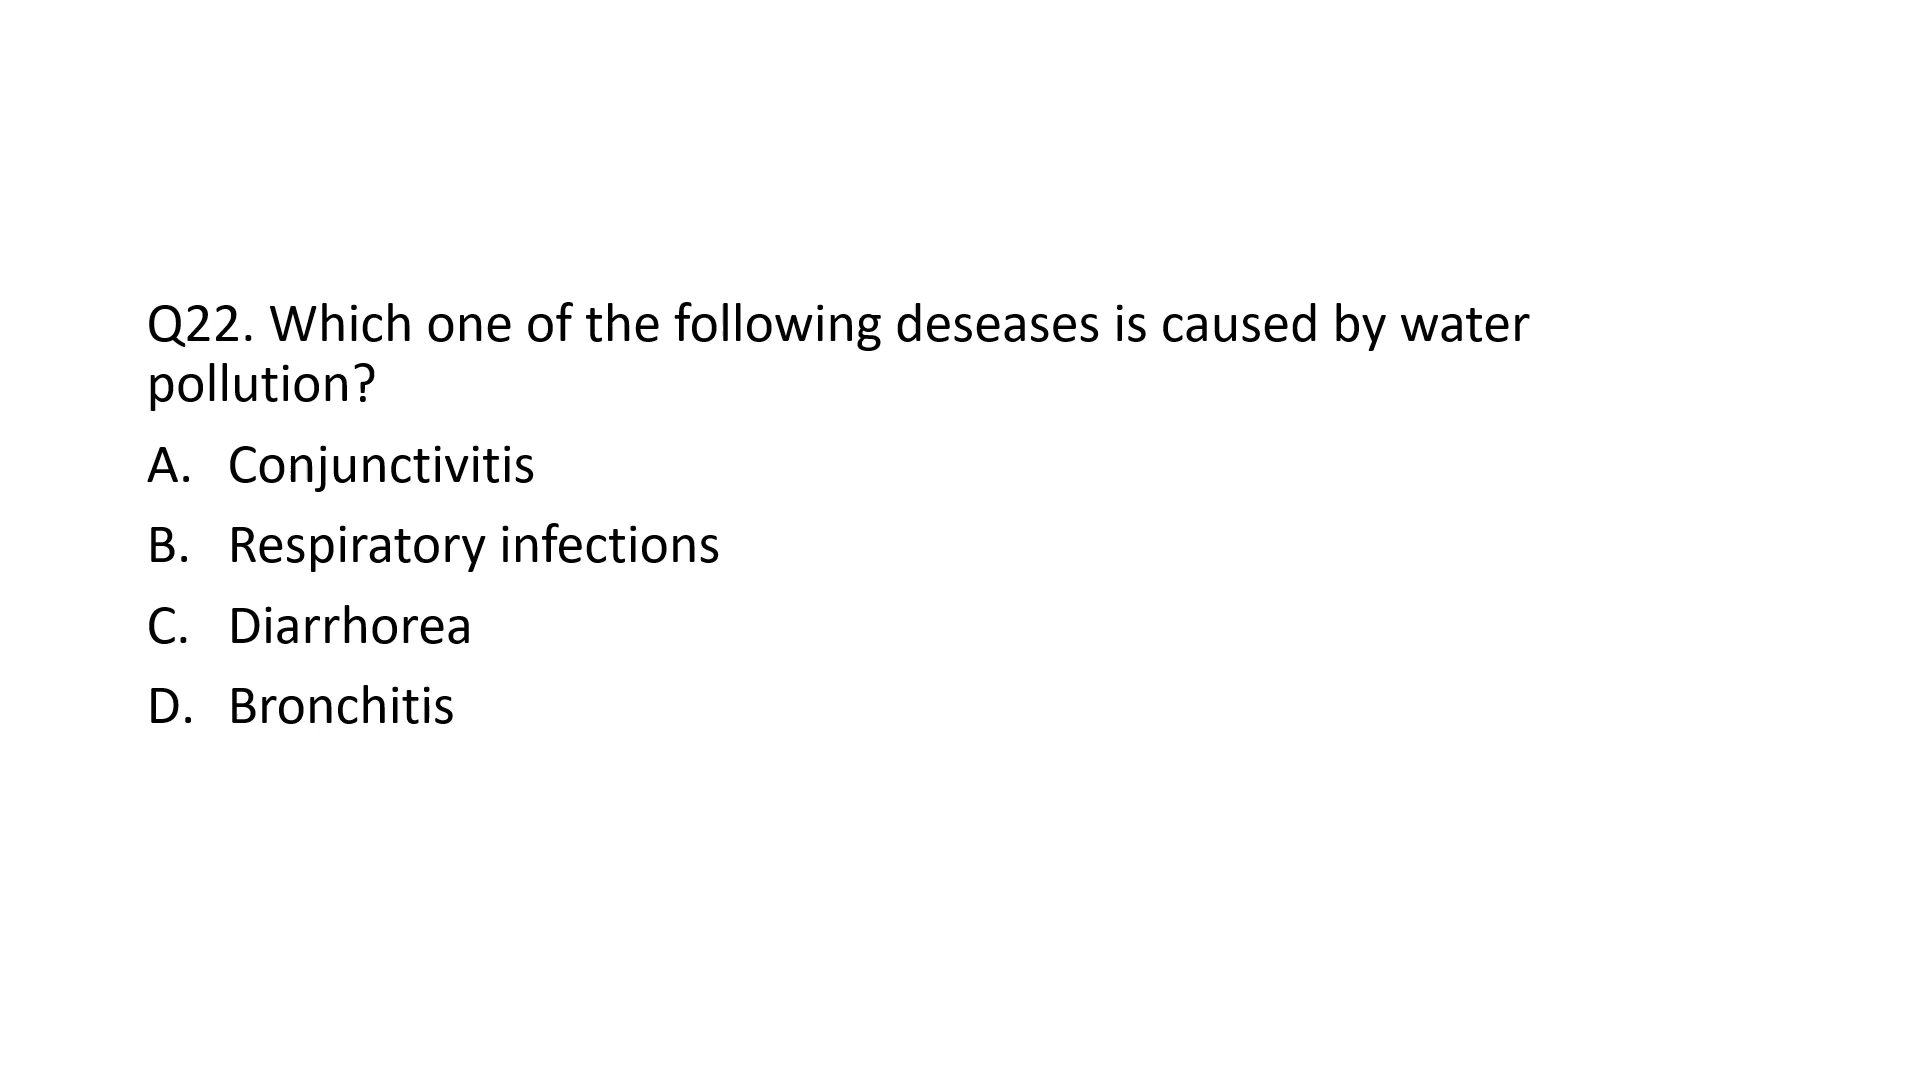 Q22. Which one of the following deseases is caused by water
pollution?
A. Conjunctivitis
B. Respiratory infections
C. Diarrhorea
D. Bronchitis